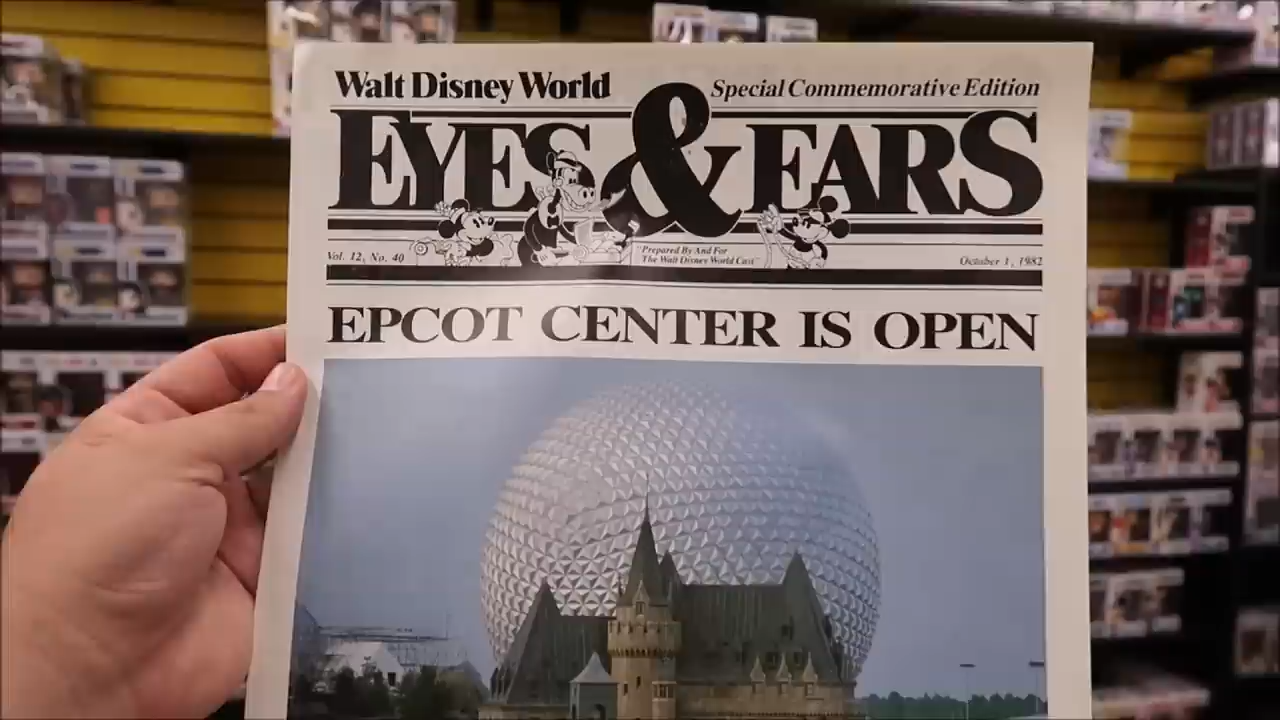 Walt Disney World
Special Commemorative Edition
EYES & EARS
Vol. 12, No. 40
"Prepared By And For
The Walt Disney World Cast"
October 1, 1982
EPCOT CENTER IS OPEN